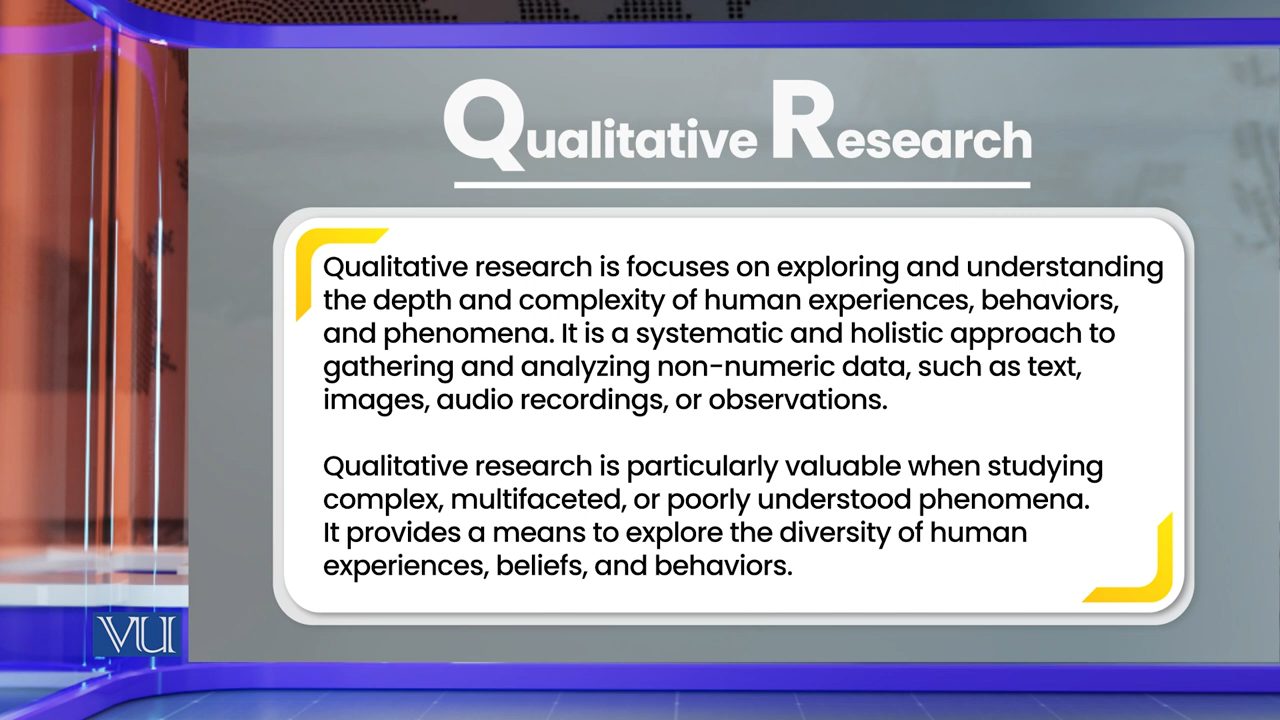 Qualitative Research
Qualitative research is focuses on exploring and understanding
the depth and complexity of human experiences, behaviors,
and phenomena. It is a systematic and holistic approach to
gathering and analyzing non-numeric data, such as text,
images, audio recordings, or observations.
Qualitative research is particularly valuable when studying
complex, multifaceted, or poorly understood phenomena.
It provides a means to explore the diversity of human
experiences, beliefs, and behaviors.
VU